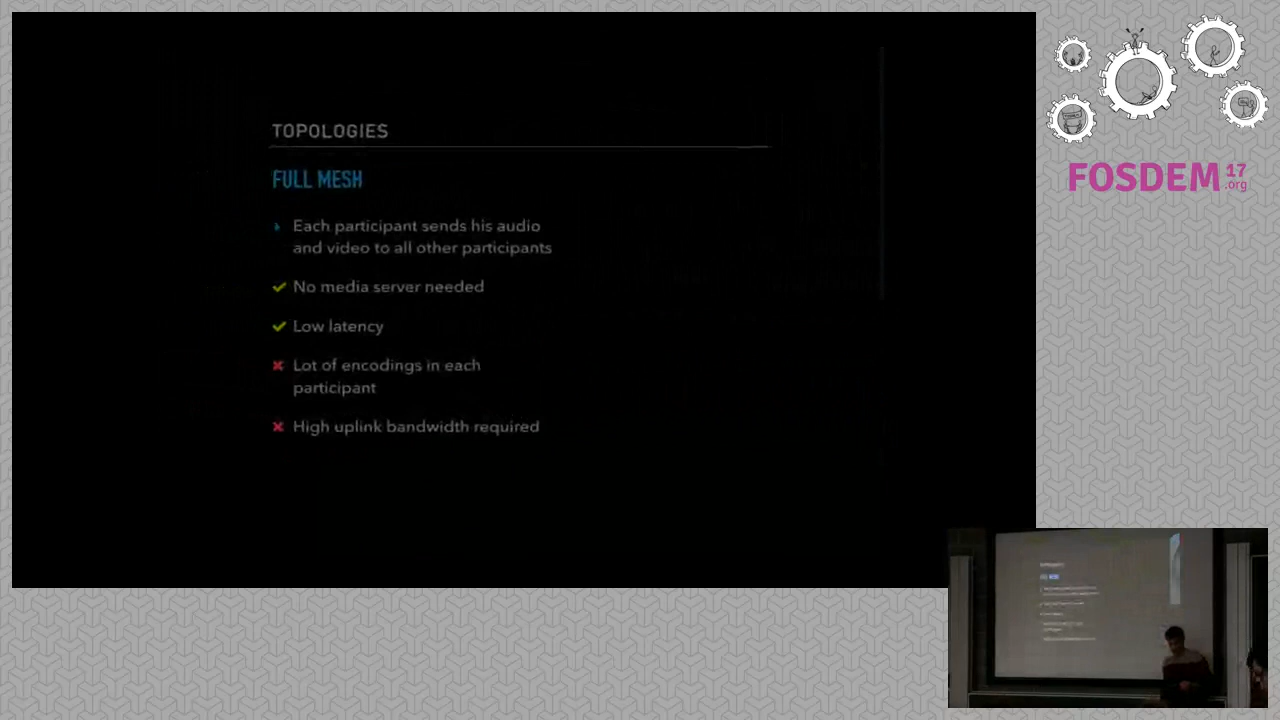 TOPOLOGIES
FULL MESH
Each participant sends his audio
and video to all other participants
No media server needed
Low latency
Lot of encodings in each
participant
High uplink bandwidth required
FOSDEM 17
.org